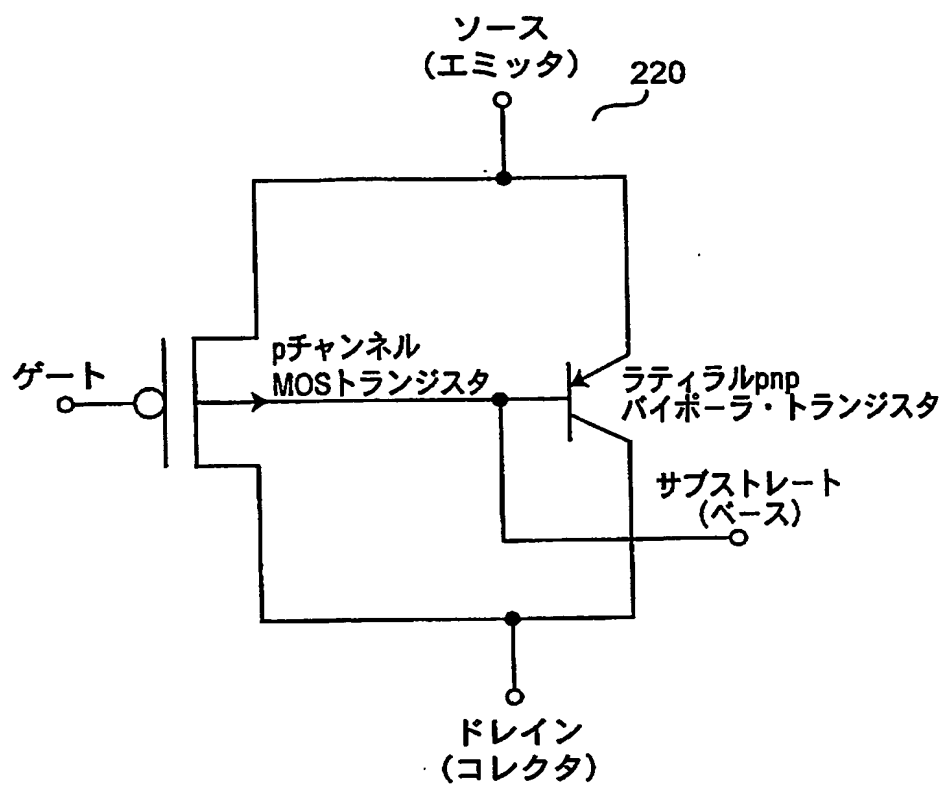 ソース
(エミッタ)
220
pチャンネル
MOSトランジスタ
ゲート
ラティラルpnp
バイポーラ・トランジスタ
サブストレート
(ベース)
ドレイン
(コレクタ)